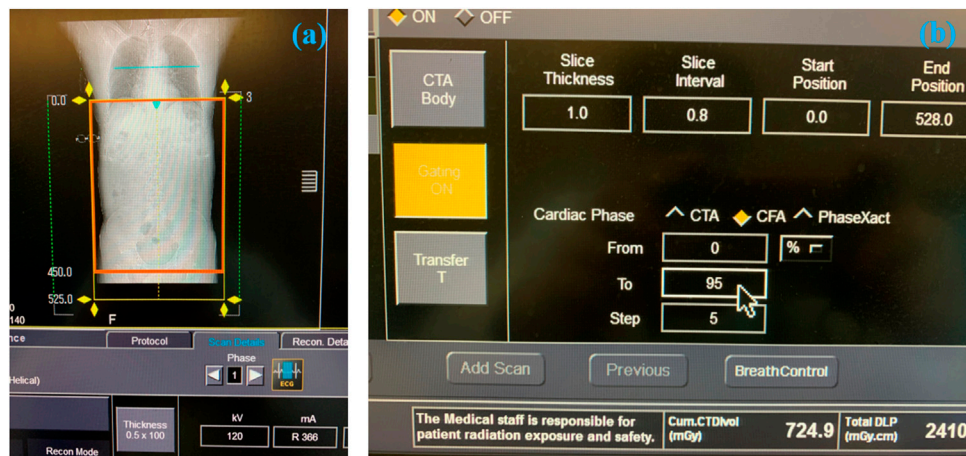 (a)
0.0
3
450.0
525.0
0
140
F
nce
Protocol
Scan Details
Recon. Deta
Phase
1
ECG
Helical)
Thickness
0.5 x 100
kV
mA
120
R 366
Recon Mode
(b)
ON
OFF
CTA
Body
Slice
Thickness
Slice
Interval
Start
Position
End
Position
1.0
0.8
0.0
528.0
Gating
ON
Cardiac Phase
CTA
CFA
PhaseXact
From
0
%
Transfer
T
To
95
Step
5
Add Scan
Previous
BreathControl
The Medical staff is responsible for
patient radiation exposure and safety.
Cum.CTDIvol
(mGy)
724.9
Total DLP
(mGy.cm)
2410